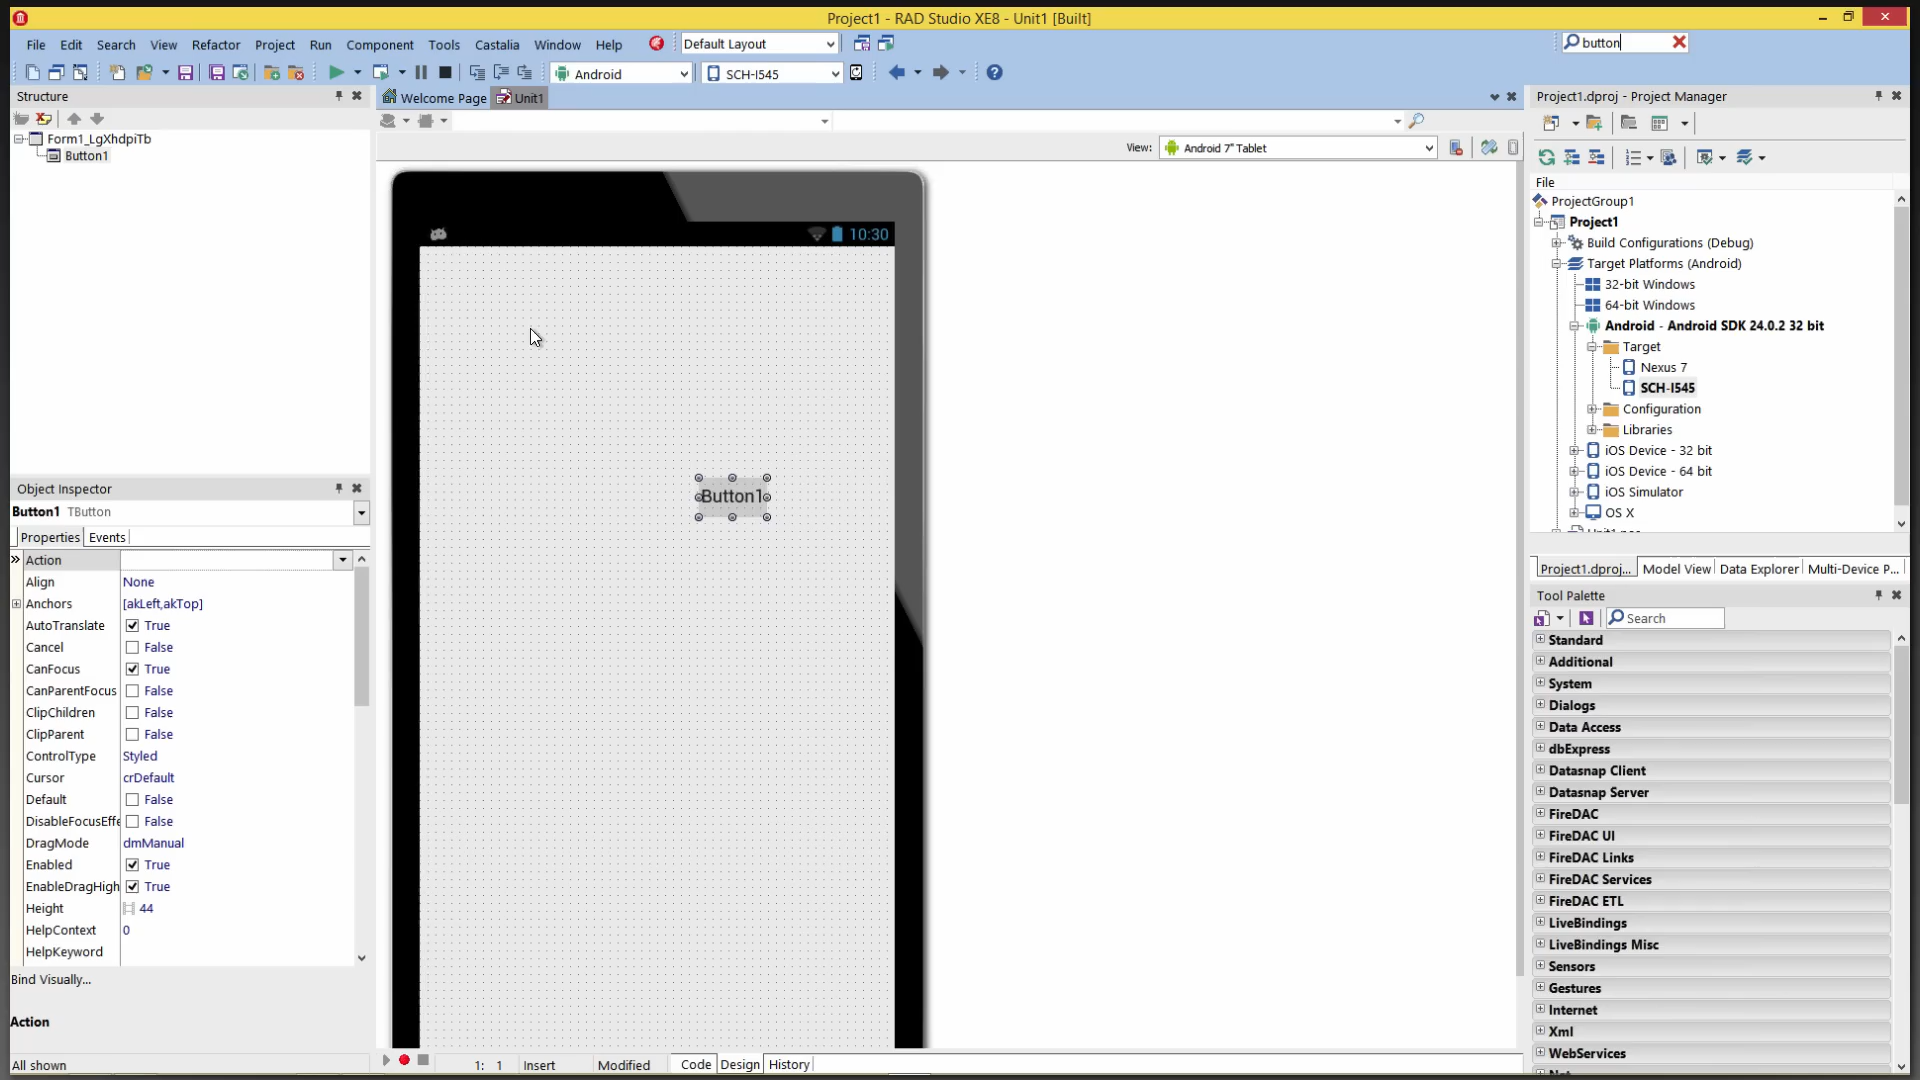 Project1 - RAD Studio XE8 - Unit1 [Built]
File Edit Search View Refactor Project Run Component Tools Castalia Window Help
Default Layout
button
Android
SCH-I545
Structure
Form1_LgXhdpiTb
Button1
Welcome Page
Unit1
View:
Android 7" Tablet
10:30
Button1
Object Inspector
Button1 TButton
Properties Events
Action
Align None
Anchors [akLeft,akTop]
AutoTranslate True
Cancel False
CanFocus True
CanParentFocus False
ClipChildren False
ClipParent False
ControlType Styled
Cursor crDefault
Default False
DisableFocusEffe False
DragMode dmManual
Enabled True
EnableDragHigh True
Height 44
HelpContext 0
HelpKeyword
Bind Visually...
Action
All shown
1: 1 Insert Modified
Code Design History
Project1.dproj - Project Manager
File
ProjectGroup1
Project1
Build Configurations (Debug)
Target Platforms (Android)
32-bit Windows
64-bit Windows
Android - Android SDK 24.0.2 32 bit
Target
Nexus 7
SCH-I545
Configuration
Libraries
iOS Device - 32 bit
iOS Device - 64 bit
iOS Simulator
OS X
Project1.dproj... Model View Data Explorer Multi-Device P...
Tool Palette
Search
Standard
Additional
System
Dialogs
Data Access
dbExpress
Datasnap Client
Datasnap Server
FireDAC
FireDAC UI
FireDAC Links
FireDAC Services
FireDAC ETL
LiveBindings
LiveBindings Misc
Sensors
Gestures
Internet
Xml
WebServices